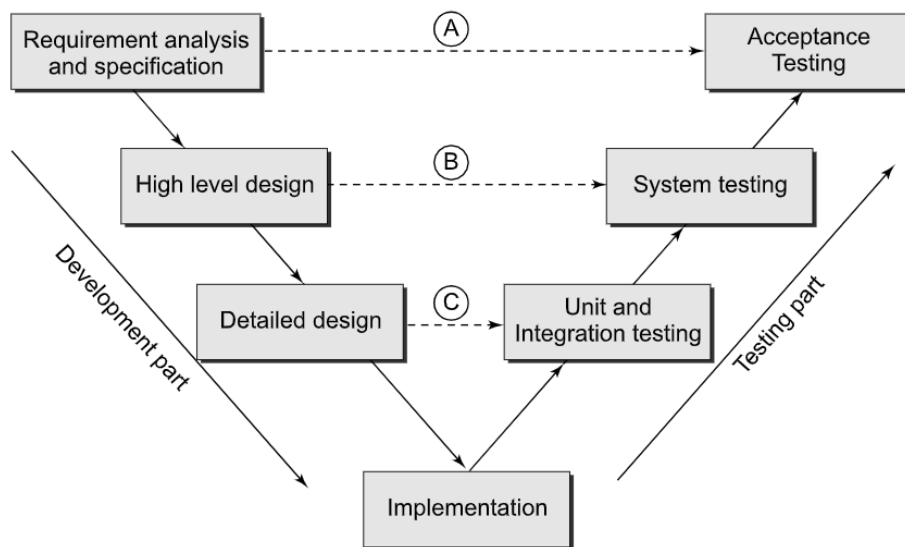 Requirement analysis
and specification
A
Acceptance
Testing
High level design
B
System testing
Detailed design
C
Unit and
Integration testing
Development part
Testing part
Implementation